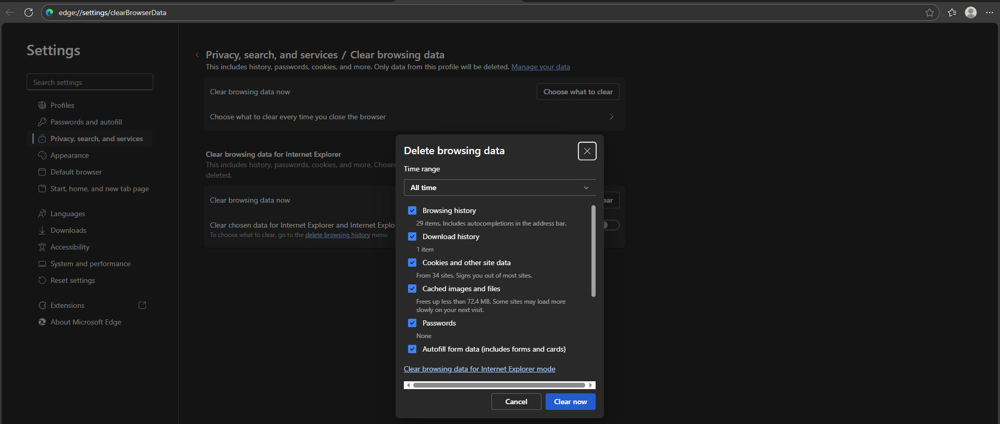 edge://settings/clearBrowserData
Settings
Search settings
Profiles
Passwords and autofill
Privacy, search, and services
Appearance
Default browser
Start, home, and new tab page
Languages
Downloads
Accessibility
System and performance
Reset settings
Extensions
About Microsoft Edge
Privacy, search, and services / Clear browsing data
This includes history, passwords, cookies, and more. Only data from this profile will be deleted. Manage your data
Clear browsing data now
Choose what to clear
Choose what to clear every time you close the browser
Clear browsing data for Internet Explorer
This includes history, passwords, cookies, and more. Chosen
deleted.
Clear browsing data now
ear
Clear chosen data for Internet Explorer and Internet Explo
To choose what to clear, go to the delete browsing history menu
Delete browsing data
Time range
All time
Browsing history
29 items. Includes autocompletions in the address bar.
Download history
1 item
Cookies and other site data
From 34 sites. Signs you out of most sites.
Cached images and files
Frees up less than 72.4 MB. Some sites may load more
slowly on your next visit.
Passwords
None
Autofill form data (includes forms and cards)
Clear browsing data for Internet Explorer mode
Cancel
Clear now